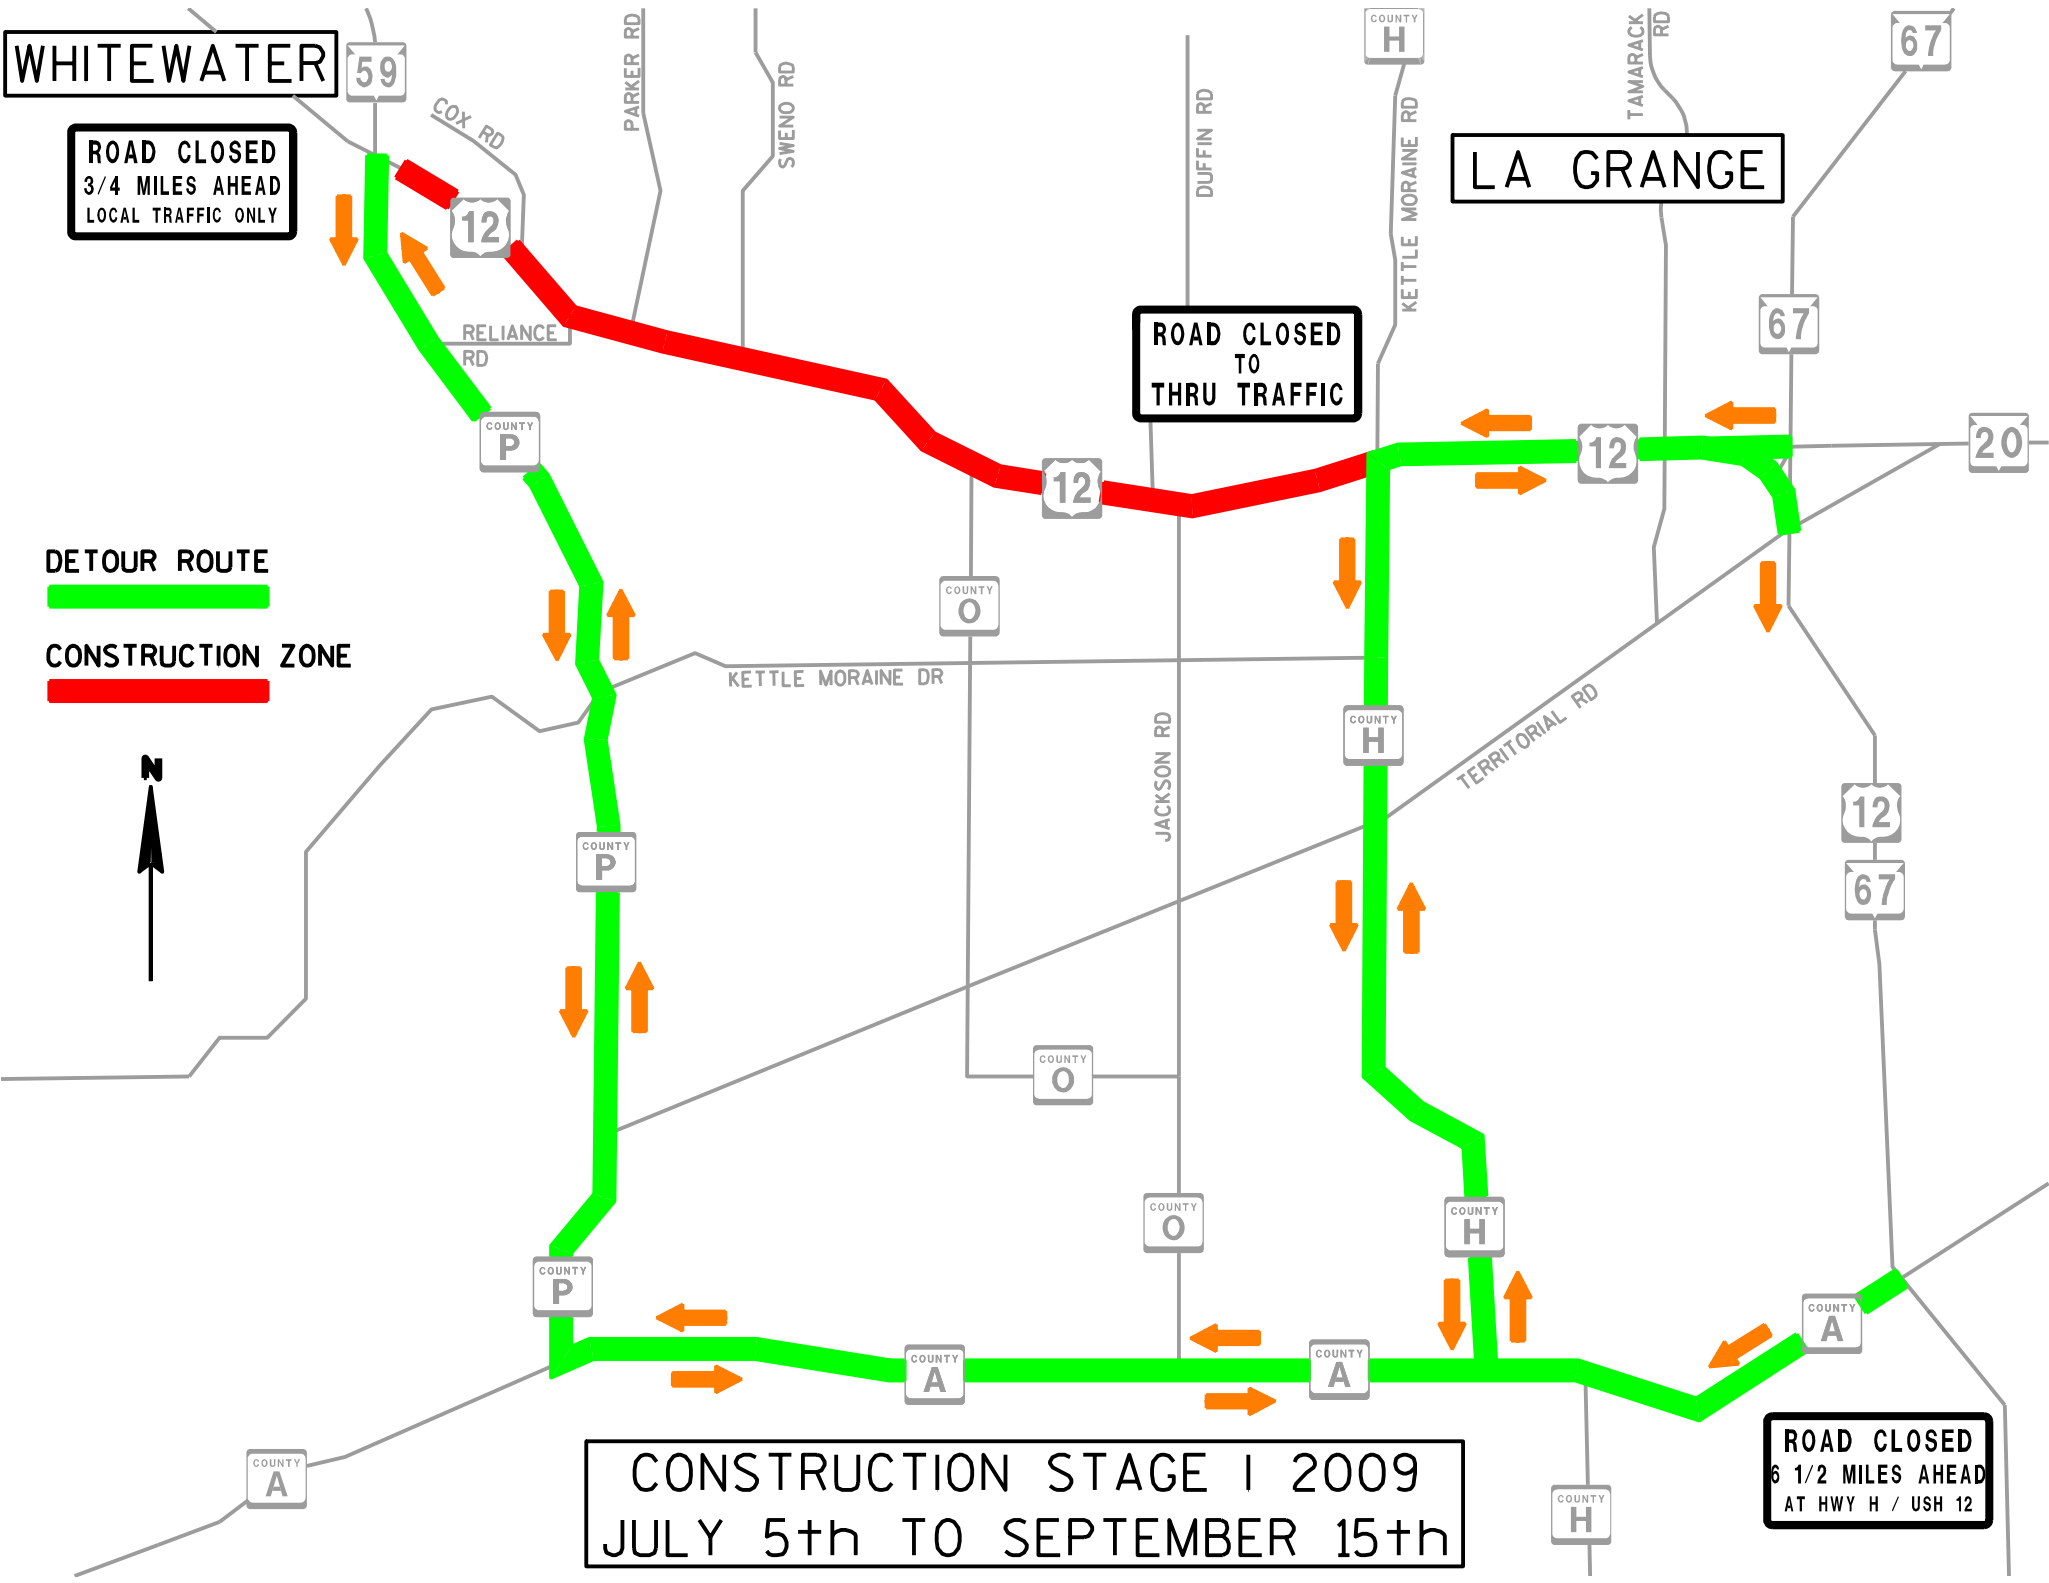 WHITEWATER
59
COX RD
PARKER RD
SWENO RD
DUFFIN RD
COUNTY
H
KETTLE MORAINE RD
TAMARACK
RD
67
LA GRANGE
ROAD CLOSED
3/4 MILES AHEAD
LOCAL TRAFFIC ONLY
12
RELIANCE
RD
67
ROAD CLOSED
TO
THRU TRAFFIC
COUNTY
P
12
12
20
DETOUR ROUTE
CONSTRUCTION ZONE
COUNTY
O
KETTLE MORAINE DR
JACKSON RD
COUNTY
H
TERRITORIAL RD
N
12
67
COUNTY
P
COUNTY
O
COUNTY
O
COUNTY
H
COUNTY
P
COUNTY
A
COUNTY
A
COUNTY
A
COUNTY
A
COUNTY
H
ROAD CLOSED
6 1/2 MILES AHEAD
AT HWY H / USH 12
CONSTRUCTION STAGE I 2009
JULY 5th TO SEPTEMBER 15th